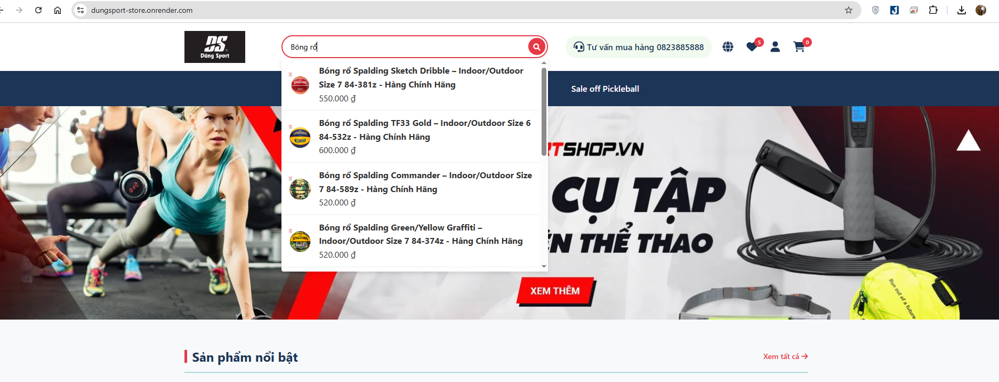 dungsport-store.onrender.com
DS
Dũng Sport
Bóng rổ
Tư vấn mua hàng 0823885888
5
0
Bóng rổ Spalding Sketch Dribble – Indoor/Outdoor
Size 7 84-381z - Hàng Chính Hãng
550.000 ₫
Bóng rổ Spalding TF33 Gold – Indoor/Outdoor Size 6
84-532z - Hàng Chính Hãng
600.000 ₫
Bóng rổ Spalding Commander – Indoor/Outdoor Size
7 84-589z - Hàng Chính Hãng
520.000 ₫
Bóng rổ Spalding Green/Yellow Graffiti –
Indoor/Outdoor Size 7 84-374z - Hàng Chính Hãng
520.000 ₫
Sale off Pickleball
RTSHOP.VN
CỤ TẬP
ỆN THỂ THAO
XEM THÊM
Run out of a future
Sản phẩm nổi bật
Xem tất cả